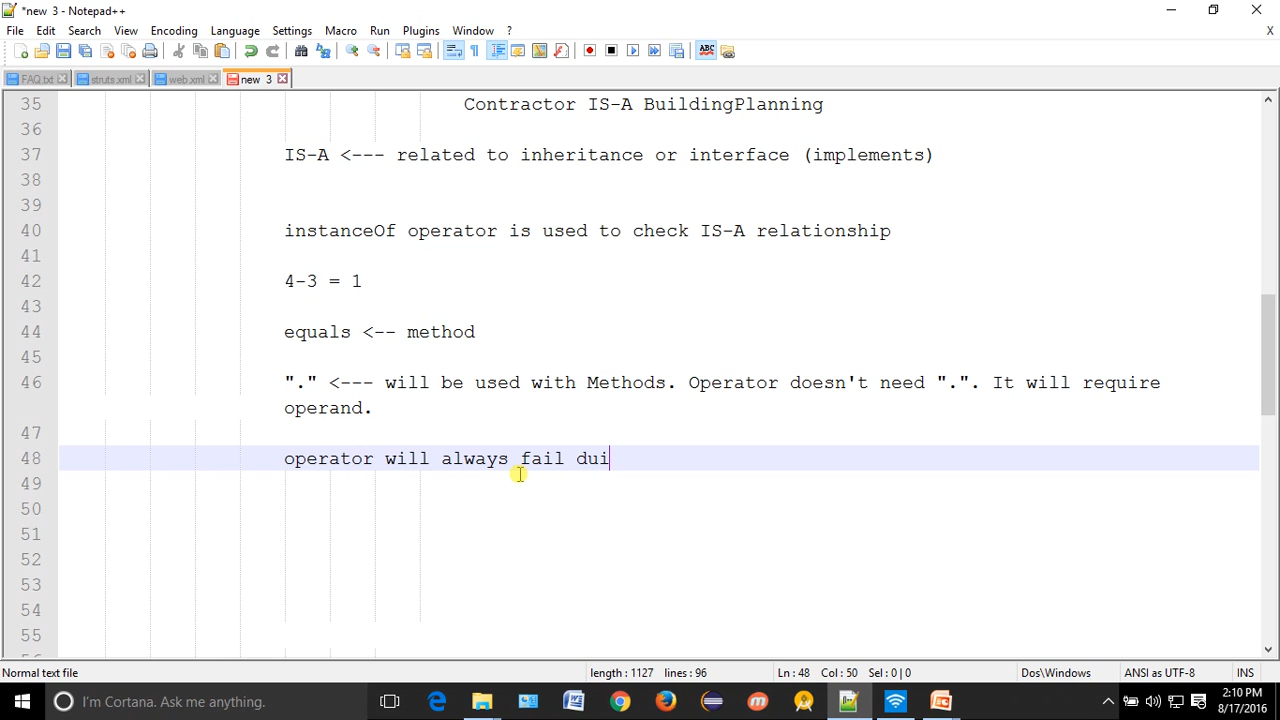 *new 3 - Notepad++
File Edit Search View Encoding Language Settings Macro Run Plugins Window ? X
ABC
FAQ.txt struts.xml web.xml new 3
35 Contractor IS-A BuildingPlanning
36
37 IS-A <--- related to inheritance or interface (implements)
38
39
40 instanceOf operator is used to check IS-A relationship
41
42 4-3 = 1
43
44 equals <-- method
45
46 "." <--- will be used with Methods. Operator doesn't need ".". It will require
operand.
47
48 operator will always fail dui
49
50
51
52
53
54
55
Normal text file length : 1127 lines : 96 Ln : 48 Col : 50 Sel : 0 | 0 Dos\Windows ANSI as UTF-8 INS
I'm Cortana. Ask me anything. 2:10 PM
8/17/2016